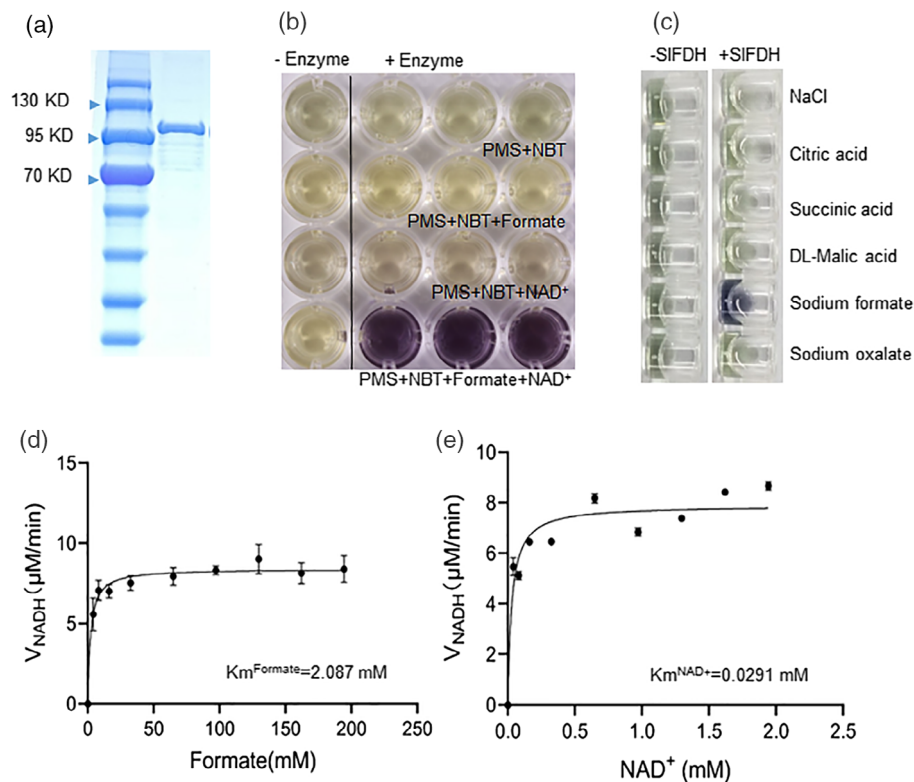 (a)
130 KD
95 KD
70 KD
(b)
- Enzyme + Enzyme
PMS+NBT
PMS+NBT+Formate
PMS+NBT+NAD⁺
PMS+NBT+Formate+NAD⁺
(c)
-SlFDH +SlFDH
NaCl
Citric acid
Succinic acid
DL-Malic acid
Sodium formate
Sodium oxalate
(d)
V_NADH (µM/min)
15
10
5
0
Km^Formate=2.087 mM
0 50 100 150 200 250
Formate(mM)
(e)
V_NADH (µM/min)
10
8
6
4
2
0
Km^NAD+=0.0291 mM
0.0 0.5 1.0 1.5 2.0 2.5
NAD⁺ (mM)